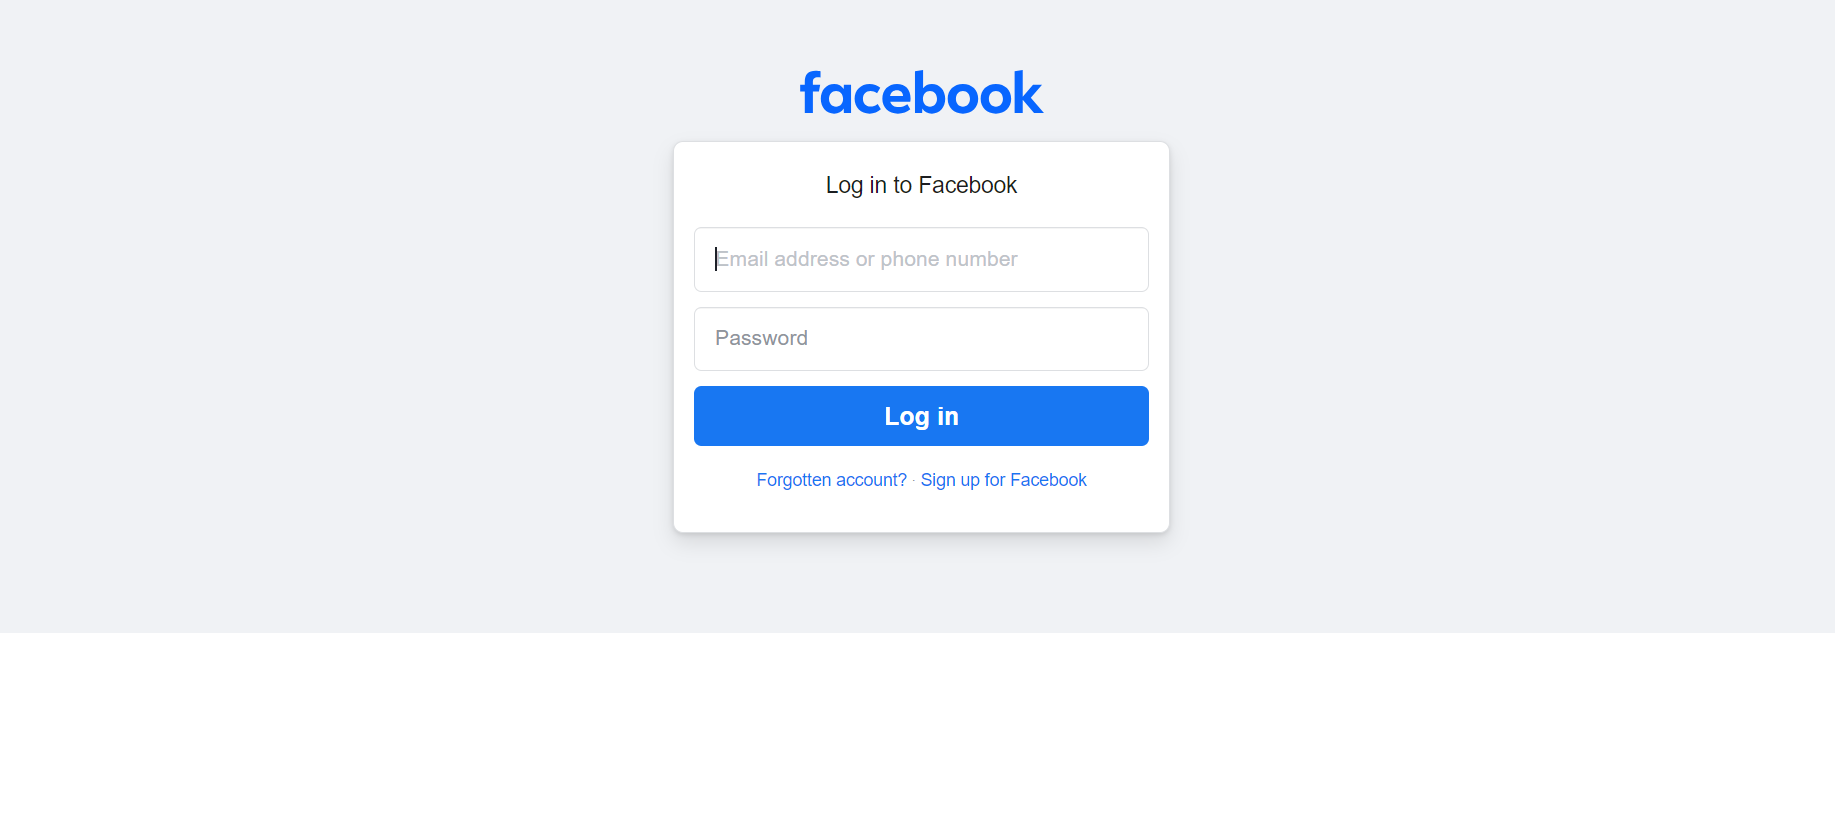 facebook
Log in to Facebook
Email address or phone number
Password
Log in
Forgotten account? · Sign up for Facebook